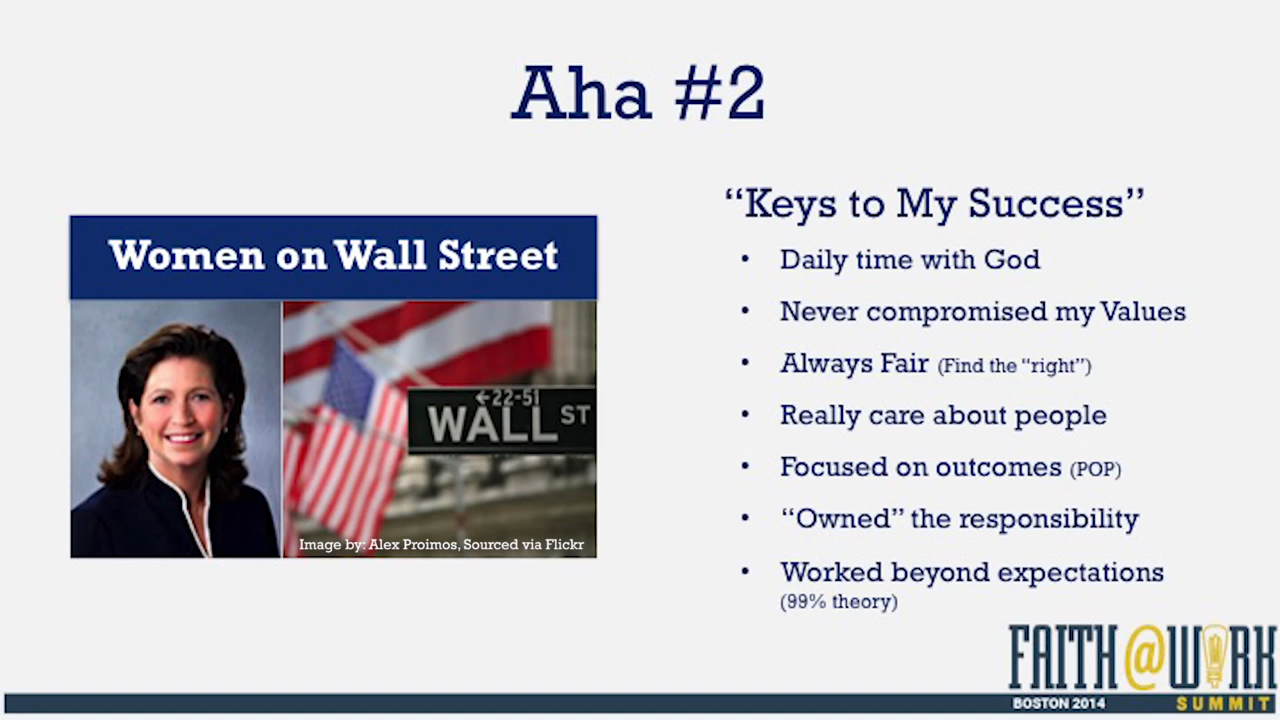 Aha #2
Women on Wall Street
←22-51
WALL ST
Image by: Alex Proimos, Sourced via Flickr
“Keys to My Success”
• Daily time with God
• Never compromised my Values
• Always Fair (Find the “right”)
• Really care about people
• Focused on outcomes (POP)
• “Owned” the responsibility
• Worked beyond expectations
(99% theory)
FAITH@WORK
BOSTON 2014 SUMMIT